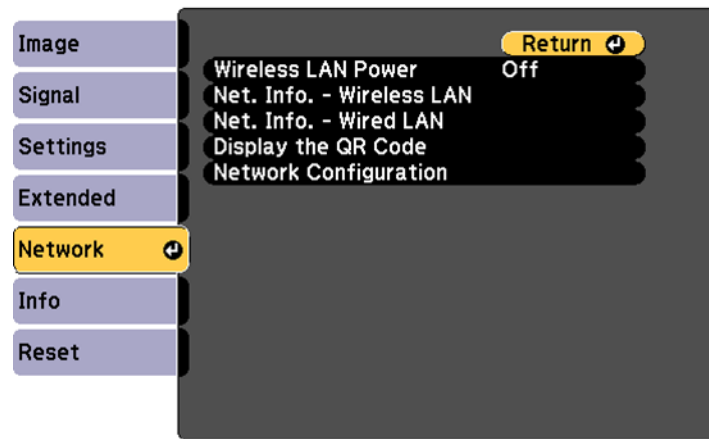 Image
Signal
Settings
Extended
Network
Info
Reset
Return
Wireless LAN Power Off
Net. Info. - Wireless LAN
Net. Info. - Wired LAN
Display the QR Code
Network Configuration